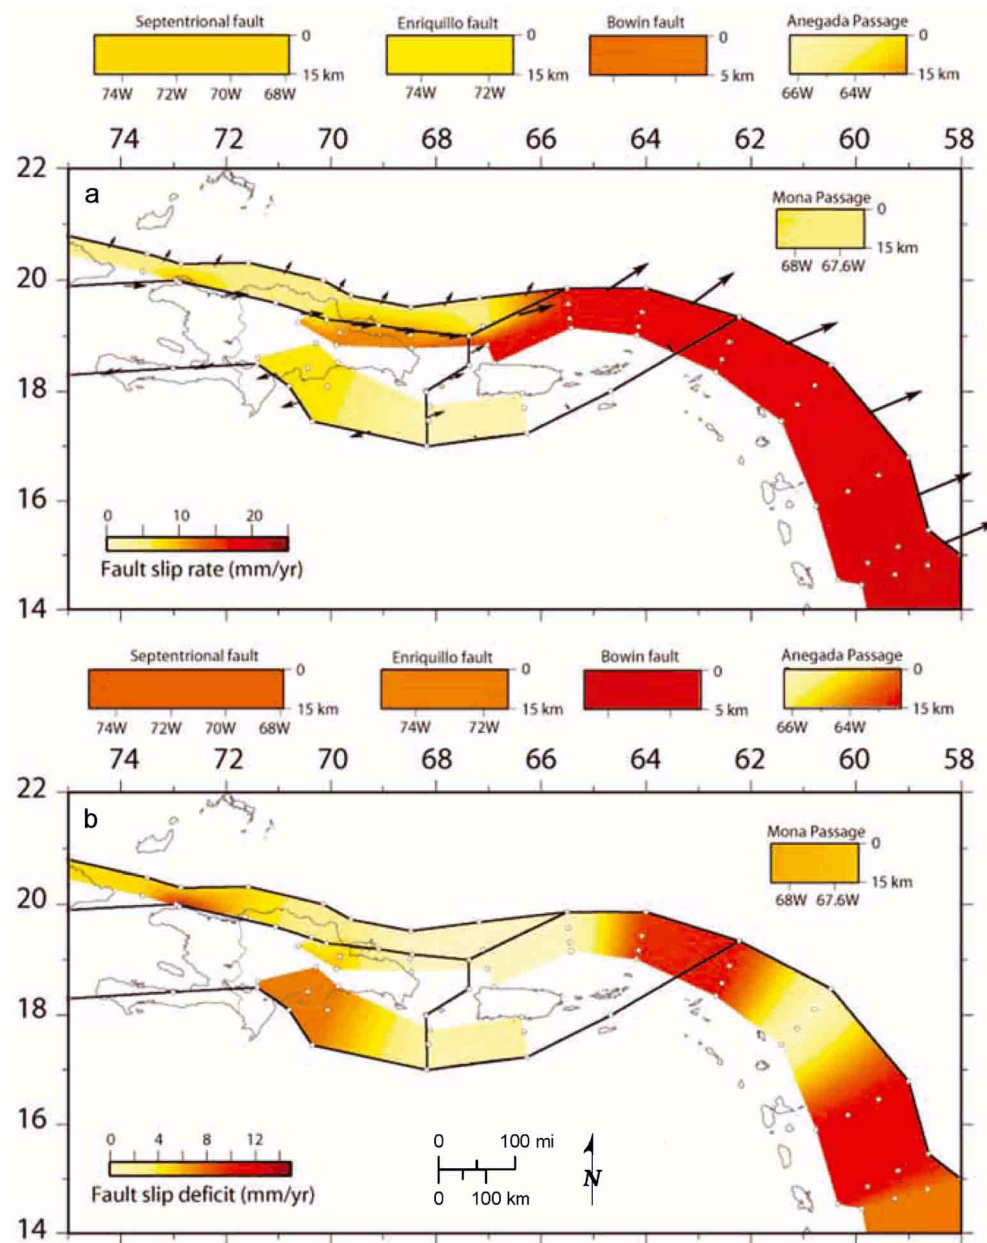 Septentrional fault Enriquillo fault Bowin fault Anegada Passage
0 0 0 0
15 km 15 km 5 km 15 km
74W 72W 70W 68W 74W 72W 66W 64W
74 72 70 68 66 64 62 60 58
22
a
Mona Passage
0
15 km
68W 67.6W
20
18
16
0 10 20
Fault slip rate (mm/yr)
14
Septentrional fault Enriquillo fault Bowin fault Anegada Passage
0 0 0 0
15 km 15 km 5 km 15 km
74W 72W 70W 68W 74W 72W 66W 64W
74 72 70 68 66 64 62 60 58
22
b
Mona Passage
0
15 km
68W 67.6W
20
18
16
0 4 8 12
Fault slip deficit (mm/yr)
0 100 mi
0 100 km
N
14